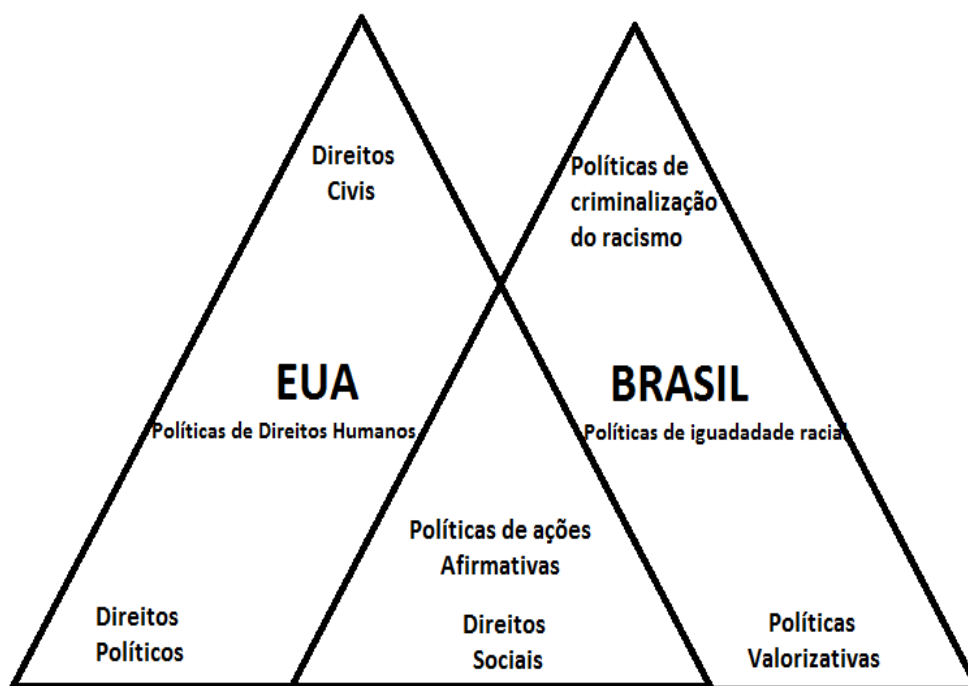 Direitos
Civis
Políticas de
criminalização
do racismo
EUA
Políticas de Direitos Humanos
BRASIL
Políticas de iguadadade racial
Políticas de ações
Afirmativas
Direitos
Sociais
Direitos
Políticos
Políticas
Valorizativas